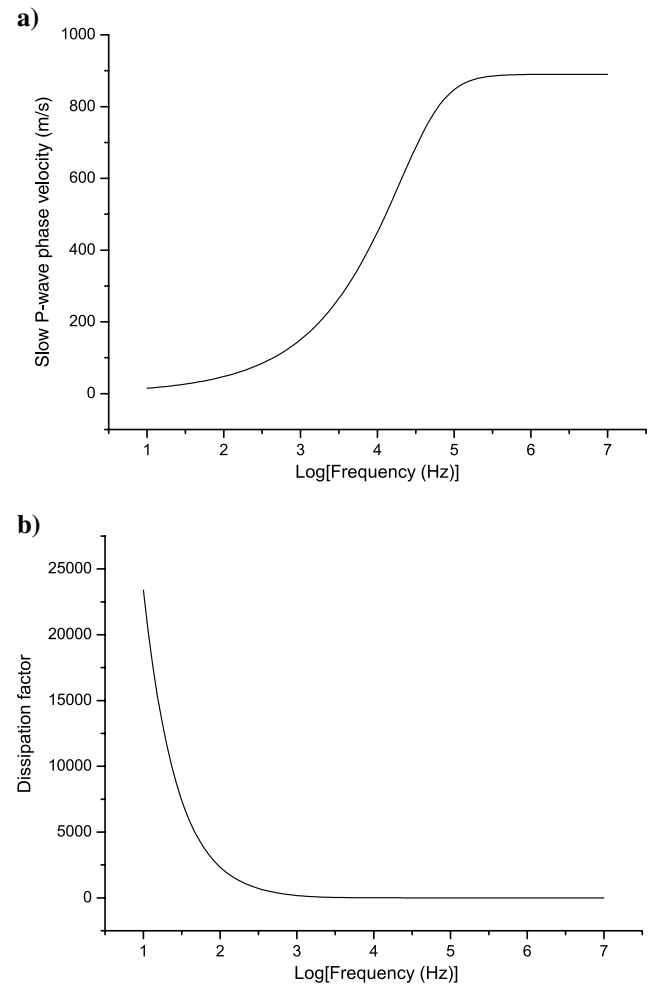 a)
1000
800
600
400
200
0
Slow P-wave phase velocity (m/s)
1 2 3 4 5 6 7
Log[Frequency (Hz)]
b)
25000
20000
15000
10000
5000
0
Dissipation factor
1 2 3 4 5 6 7
Log[Frequency (Hz)]